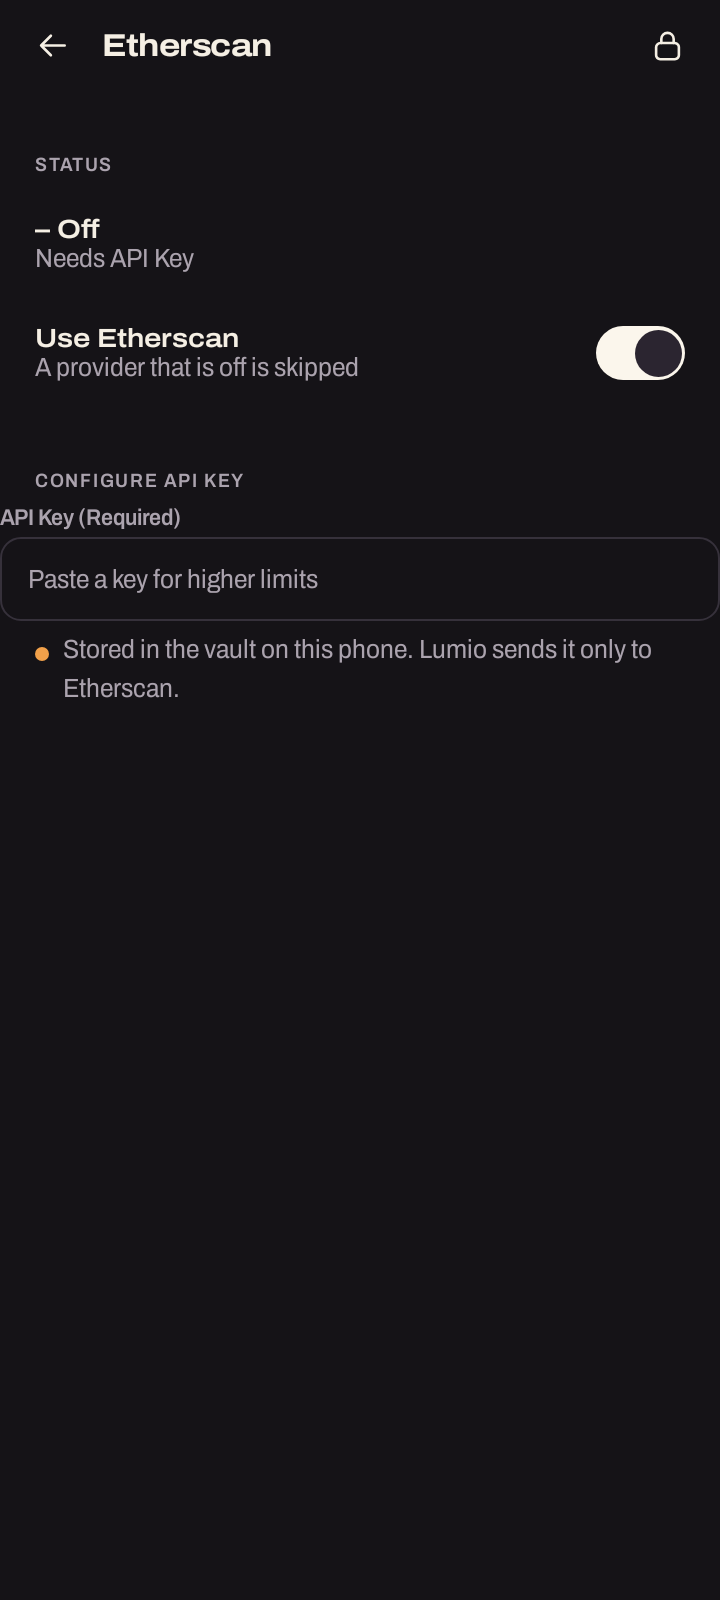 Etherscan
STATUS
– Off
Needs API Key
Use Etherscan
A provider that is off is skipped
CONFIGURE API KEY
API Key (Required)
Paste a key for higher limits
Stored in the vault on this phone. Lumio sends it only to
Etherscan.